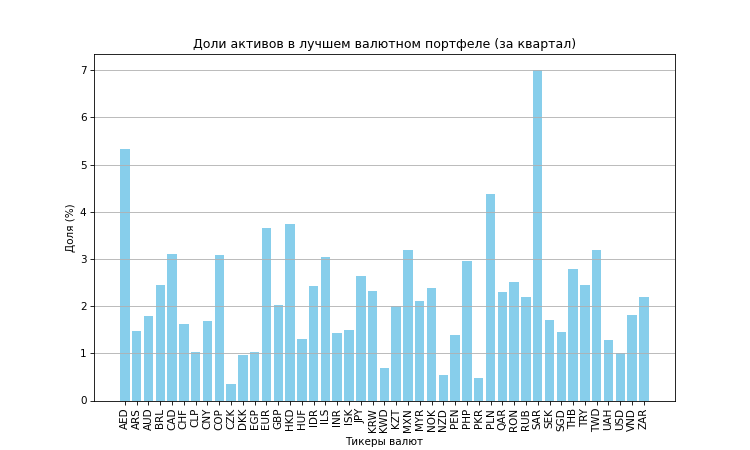 Доли активов в лучшем валютном портфеле (за квартал)
Доля (%)
7
6
5
4
3
2
1
0
AED ARS AUD BRL CAD CHF CLP CNY COP CZK DKK EGP EUR GBP HKD HUF IDR ILS INR ISK JPY KRW KWD KZT MXN MYR NOK NZD PEN PHP PKR PLN QAR RON RUB SAR SEK SGD THB TRY TWD UAH USD VND ZAR
Тикеры валют